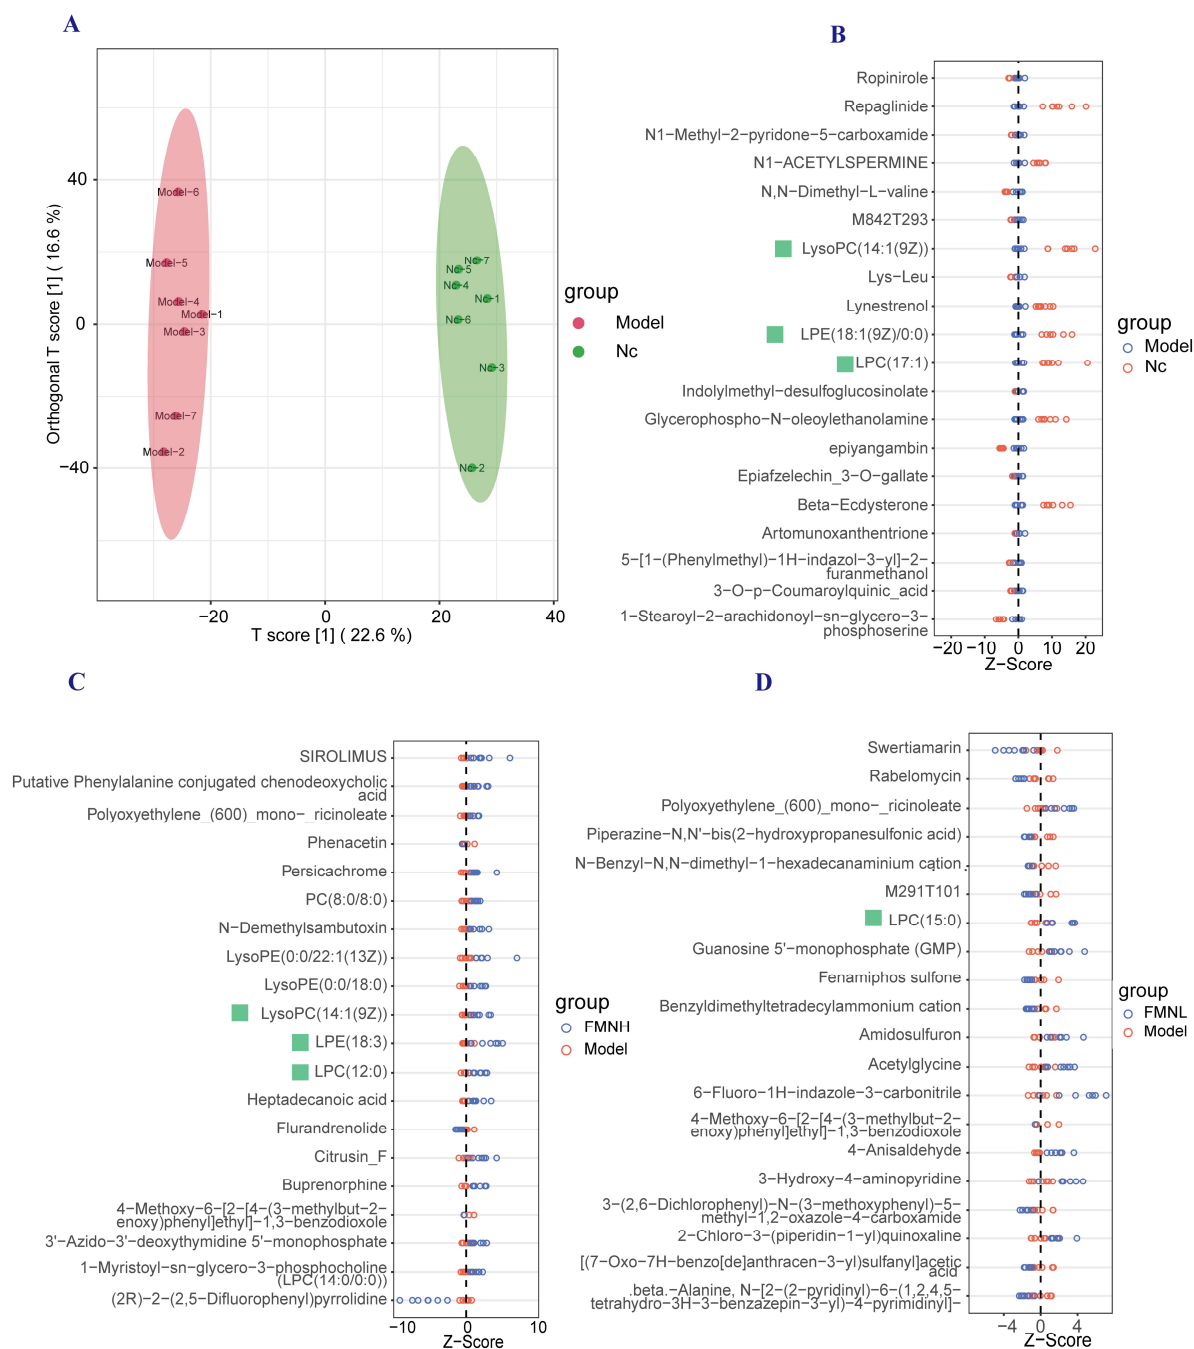 A
40
0
−40
Orthogonal T score [1] ( 16.6 %)
Model−6
Model−5
Model−4
Model−1
Model−3
Model−7
Model−2
Nc−7
Nc−5
Nc−4
Nc−1
Nc−6
Nc−3
Nc−2
−20
0
20
40
T score [1] ( 22.6 %)
group
Model
Nc
B
Ropinirole
Repaglinide
N1−Methyl−2−pyridone−5−carboxamide
N1−ACETYLSPERMINE
N,N−Dimethyl−L−valine
M842T293
LysoPC(14:1(9Z))
Lys−Leu
Lynestrenol
LPE(18:1(9Z)/0:0)
LPC(17:1)
Indolylmethyl−desulfoglucosinolate
Glycerophospho−N−oleoylethanolamine
epiyangambin
Epiafzelechin_3−O−gallate
Beta−Ecdysterone
Artomunoxanthentrione
5−[1−(Phenylmethyl)−1H−indazol−3−yl]−2−
furanmethanol
3−O−p−Coumaroylquinic_acid
1−Stearoyl−2−arachidonoyl−sn−glycero−3−
phosphoserine
−20
−10
0
10
20
Z−Score
group
Model
Nc
C
SIROLIMUS
Putative Phenylalanine conjugated chenodeoxycholic
acid
Polyoxyethylene_(600)_mono−_ricinoleate
Phenacetin
Persicachrome
PC(8:0/8:0)
N−Demethylsambutoxin
LysoPE(0:0/22:1(13Z))
LysoPE(0:0/18:0)
LysoPC(14:1(9Z))
LPE(18:3)
LPC(12:0)
Heptadecanoic acid
Flurandrenolide
Citrusin_F
Buprenorphine
4−Methoxy−6−[2−[4−(3−methylbut−2−
enoxy)phenyl]ethyl]−1,3−benzodioxole
3'−Azido−3'−deoxythymidine 5'−monophosphate
1−Myristoyl−sn−glycero−3−phosphocholine
(LPC(14:0/0:0))
(2R)−2−(2,5−Difluorophenyl)pyrrolidine
−10
0
10
Z−Score
group
FMNH
Model
D
Swertiamarin
Rabelomycin
Polyoxyethylene_(600)_mono−_ricinoleate
Piperazine−N,N'−bis(2−hydroxypropanesulfonic acid)
N−Benzyl−N,N−dimethyl−1−hexadecanaminium cation
M291T101
LPC(15:0)
Guanosine 5'−monophosphate (GMP)
Fenamiphos sulfone
Benzyldimethyltetradecylammonium cation
Amidosulfuron
Acetylglycine
6−Fluoro−1H−indazole−3−carbonitrile
4−Methoxy−6−[2−[4−(3−methylbut−2−
enoxy)phenyl]ethyl]−1,3−benzodioxole
4−Anisaldehyde
3−Hydroxy−4−aminopyridine
3−(2,6−Dichlorophenyl)−N−(3−methoxyphenyl)−5−
methyl−1,2−oxazole−4−carboxamide
2−Chloro−3−(piperidin−1−yl)quinoxaline
[(7−Oxo−7H−benzo[de]anthracen−3−yl)sulfanyl]acetic
acid
.beta.−Alanine, N−[2−(2−pyridinyl)−6−(1,2,4,5−
tetrahydro−3H−3−benzazepin−3−yl)−4−pyrimidinyl]−
−4
0
4
Z−Score
group
FMNL
Model